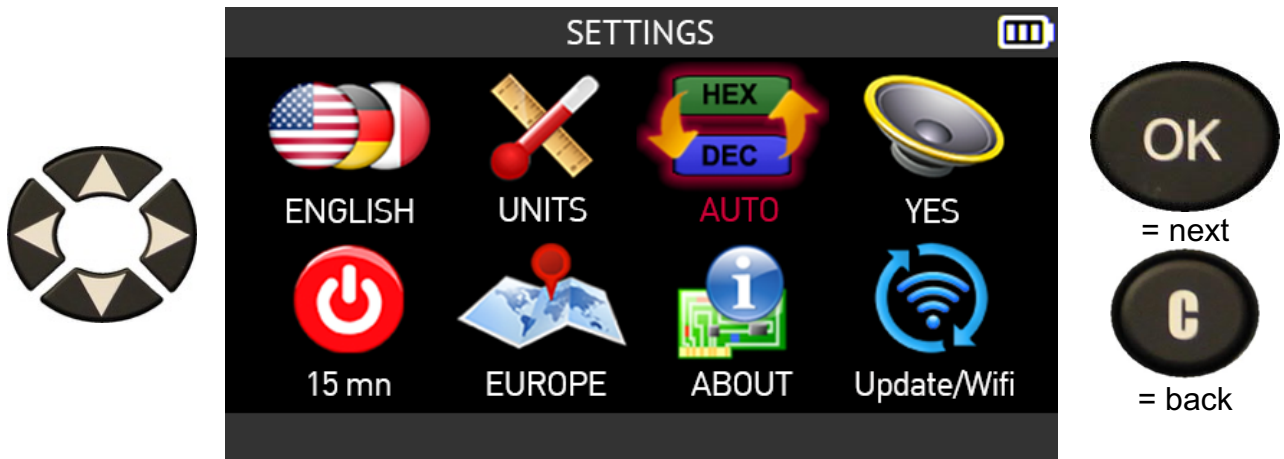 SETTINGS
HEX
DEC
ENGLISH UNITS AUTO YES
OK
= next
15 mn EUROPE ABOUT Update/Wifi
i
C
= back